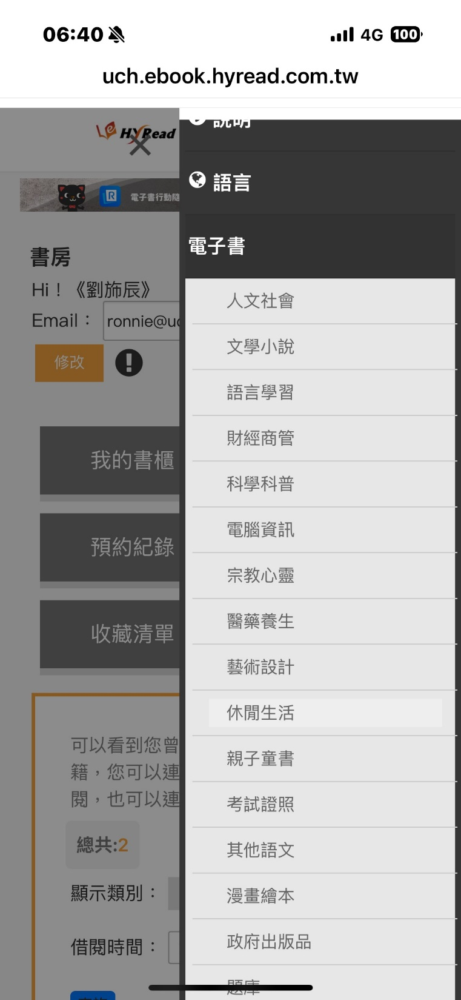 06:40
4G 100
uch.ebook.hyread.com.tw
HyRead
電子書行動隨
書房
Hi！《劉斾辰》
Email：
ronnie@uc
修改
我的書櫃
預約紀錄
收藏清單
可以看到您曾
籍，您可以連
閱，也可以連
總共:2
顯示類別：
借閱時間：
說明
語言
電子書
人文社會
文學小說
語言學習
財經商管
科學科普
電腦資訊
宗教心靈
醫藥養生
藝術設計
休閒生活
親子童書
考試證照
其他語文
漫畫繪本
政府出版品
題庫